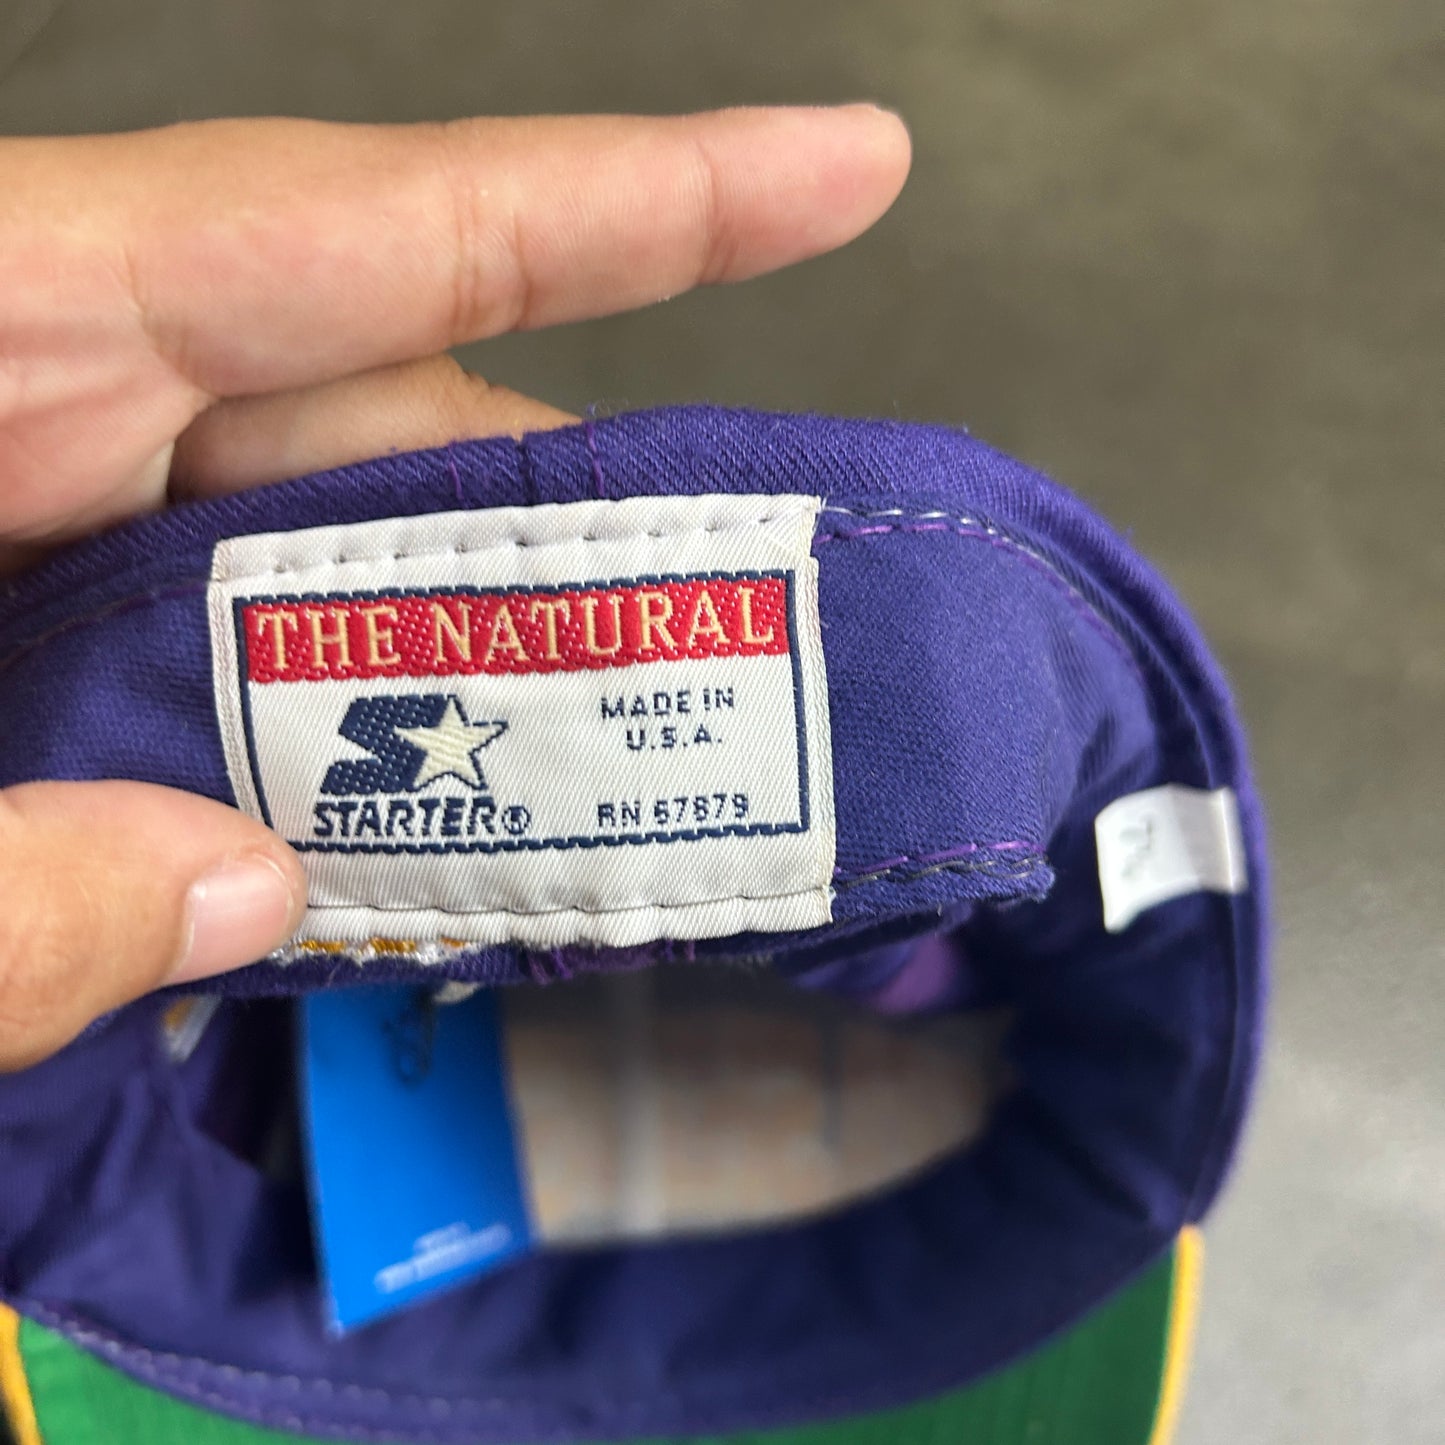 THE NATURAL
MADE IN
U.S.A.
STARTER®
RN 67879